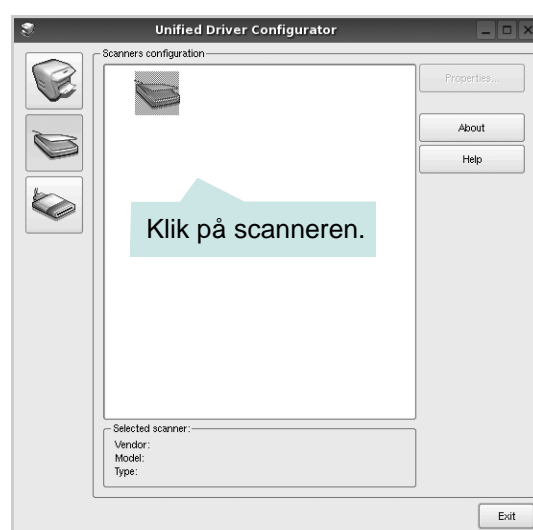 Unified Driver Configurator
Scanners configuration
Properties...
About
Help
Klik på scanneren.
Selected scanner:
Vendor:
Model:
Type:
Exit